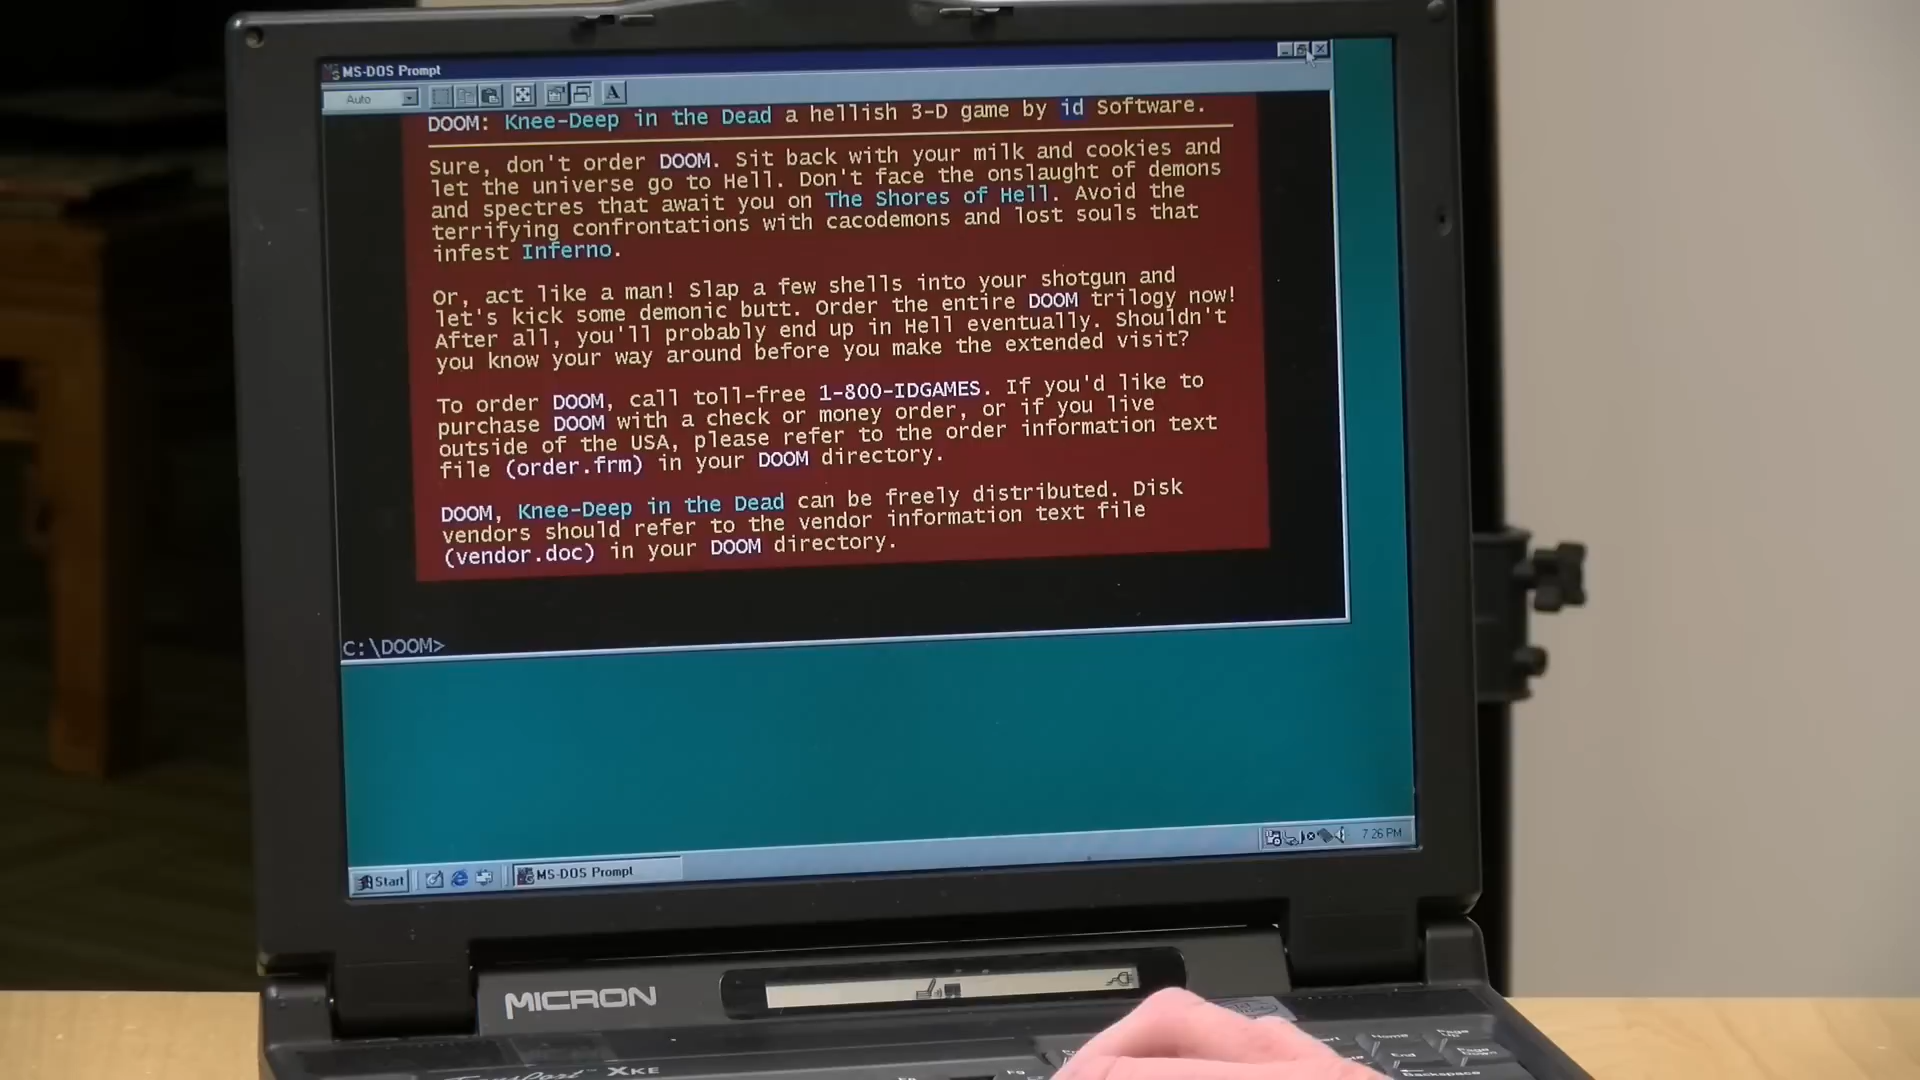 MS-DOS Prompt
Auto
A
DOOM: Knee-Deep in the Dead a hellish 3-D game by id Software.
Sure, don't order DOOM. Sit back with your milk and cookies and
let the universe go to Hell. Don't face the onslaught of demons
and spectres that await you on The Shores of Hell. Avoid the
terrifying confrontations with cacodemons and lost souls that
infest Inferno.
Or, act like a man! Slap a few shells into your shotgun and
let's kick some demonic butt. Order the entire DOOM trilogy now!
After all, you'll probably end up in Hell eventually. Shouldn't
you know your way around before you make the extended visit?
To order DOOM, call toll-free 1-800-IDGAMES. If you'd like to
purchase DOOM with a check or money order, or if you live
outside of the USA, please refer to the order information text
file (order.frm) in your DOOM directory.
DOOM, Knee-Deep in the Dead can be freely distributed. Disk
vendors should refer to the vendor information text file
(vendor.doc) in your DOOM directory.
C:\DOOM>
Start
MS-DOS Prompt
7:26 PM
MICRON
Transport XKE
Home
Page Up
End
Page Down
Backspace